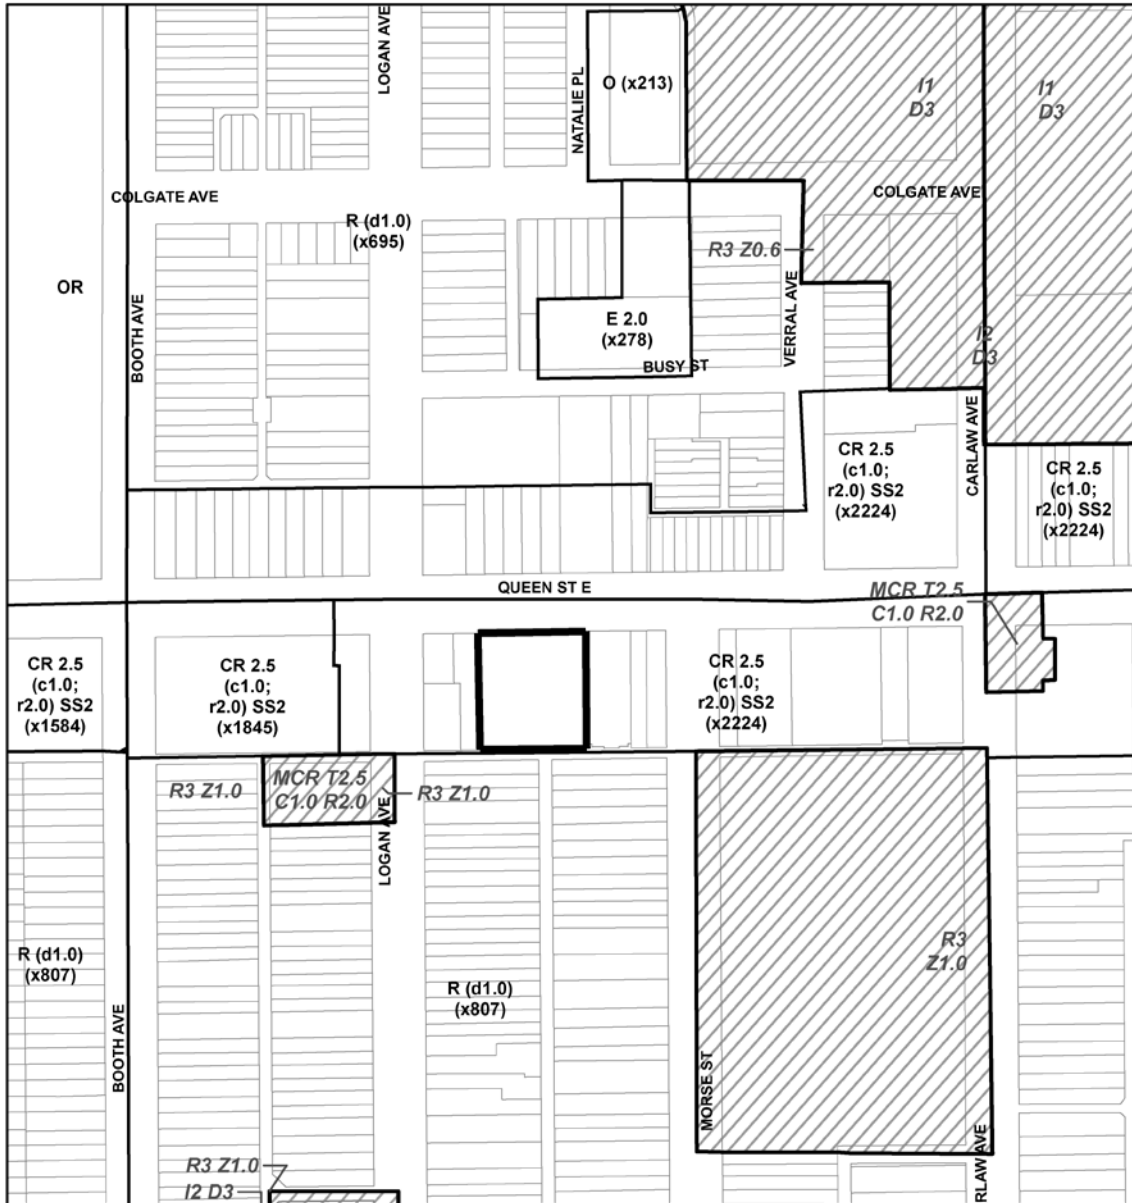 LOGAN AVE
NATALIE PL
O (x213)
I1
D3
I1
D3
COLGATE AVE
COLGATE AVE
R (d1.0)
(x695)
R3 Z0.6
OR
BOOTH AVE
E 2.0
(x278)
BUSY ST
VERRAL AVE
I2
D3
CARLAW AVE
CR 2.5
(c1.0;
r2.0) SS2
(x2224)
CR 2.5
(c1.0;
r2.0) SS2
(x2224)
QUEEN ST E
MCR T2.5
C1.0 R2.0
CR 2.5
(c1.0;
r2.0) SS2
(x1584)
CR 2.5
(c1.0;
r2.0) SS2
(x1845)
CR 2.5
(c1.0;
r2.0) SS2
(x2224)
R3 Z1.0
MCR T2.5
C1.0 R2.0
R3 Z1.0
LOGAN AVE
R (d1.0)
(x807)
R (d1.0)
(x807)
R3
Z1.0
BOOTH AVE
MORSE ST
RLAW AVE
R3 Z1.0
I2 D3